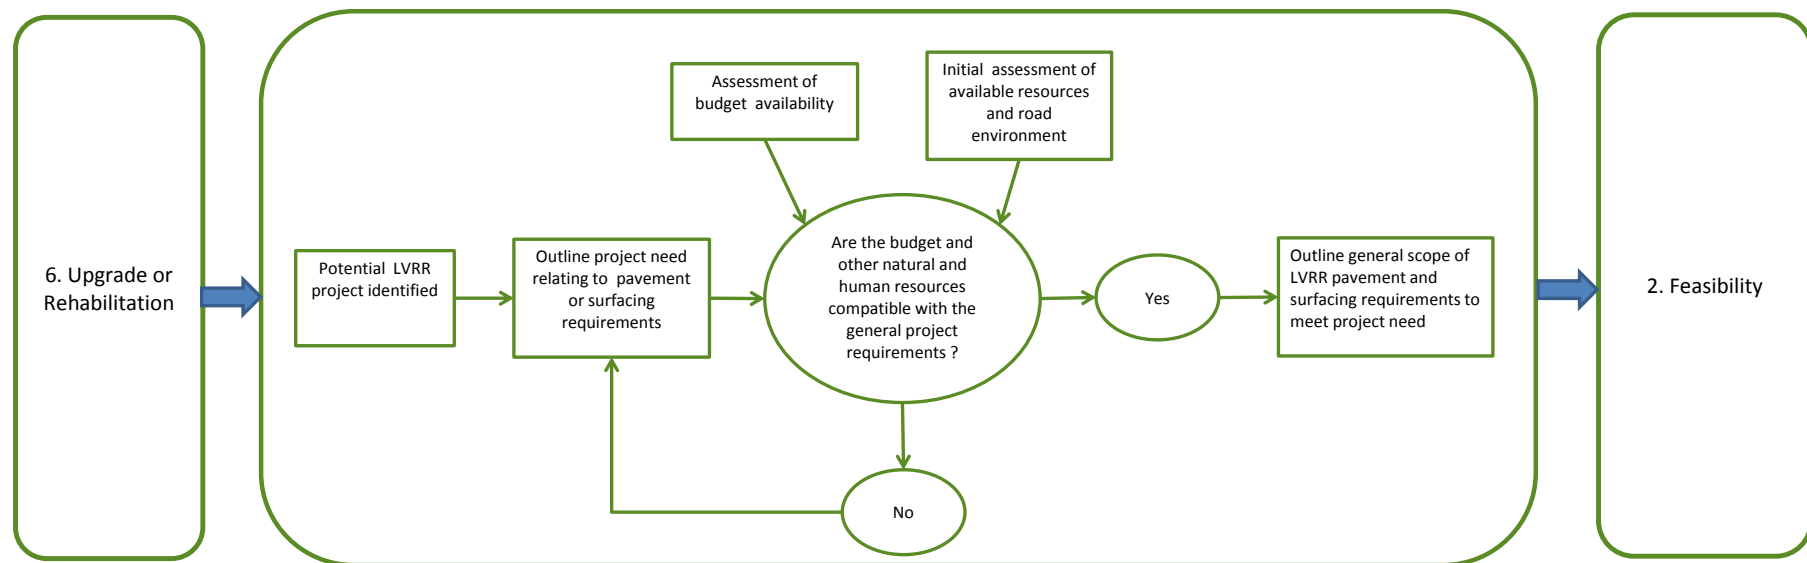 6. Upgrade or
Rehabilitation
Potential LVRR
project identified
Outline project need
relating to pavement
or surfacing
requirements
Assessment of
budget availability
Initial assessment of
available resources
and road
environment
Are the budget and
other natural and
human resources
compatible with the
general project
requirements ?
Yes
No
Outline general scope of
LVRR pavement and
surfacing requirements to
meet project need
2. Feasibility